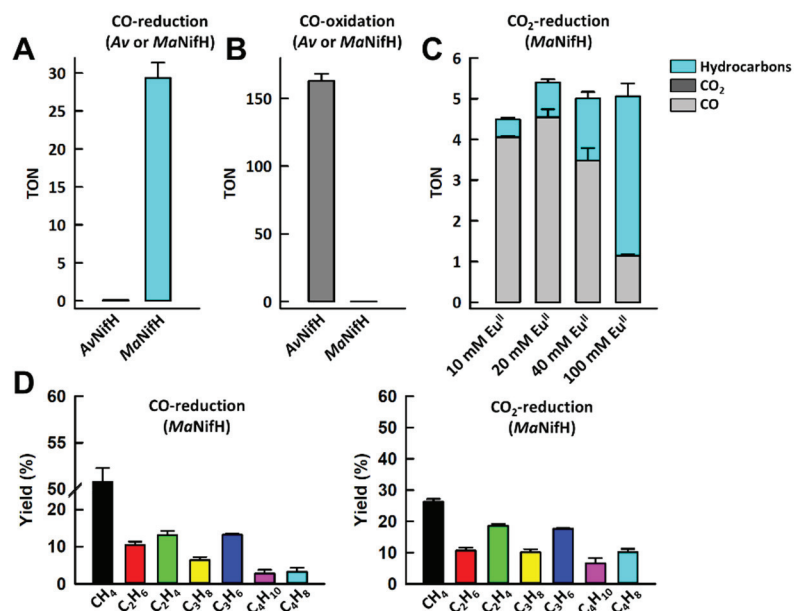 A
CO-reduction
(Av or MaNifH)
TON
30
25
20
15
10
5
0
AvNifH
MaNifH
B
CO-oxidation
(Av or MaNifH)
TON
150
100
50
0
AvNifH
MaNifH
C
CO₂-reduction
(MaNifH)
TON
6
5
4
3
2
1
0
10 mM Euᴵᴵ
20 mM Euᴵᴵ
40 mM Euᴵᴵ
100 mM Euᴵᴵ
Hydrocarbons
CO₂
CO
D
CO-reduction
(MaNifH)
Yield (%)
60
55
50
20
10
0
CH₄
C₂H₆
C₂H₄
C₃H₈
C₃H₆
C₄H₁₀
C₄H₈
CO₂-reduction
(MaNifH)
Yield (%)
60
50
40
30
20
10
0
CH₄
C₂H₆
C₂H₄
C₃H₈
C₃H₆
C₄H₈